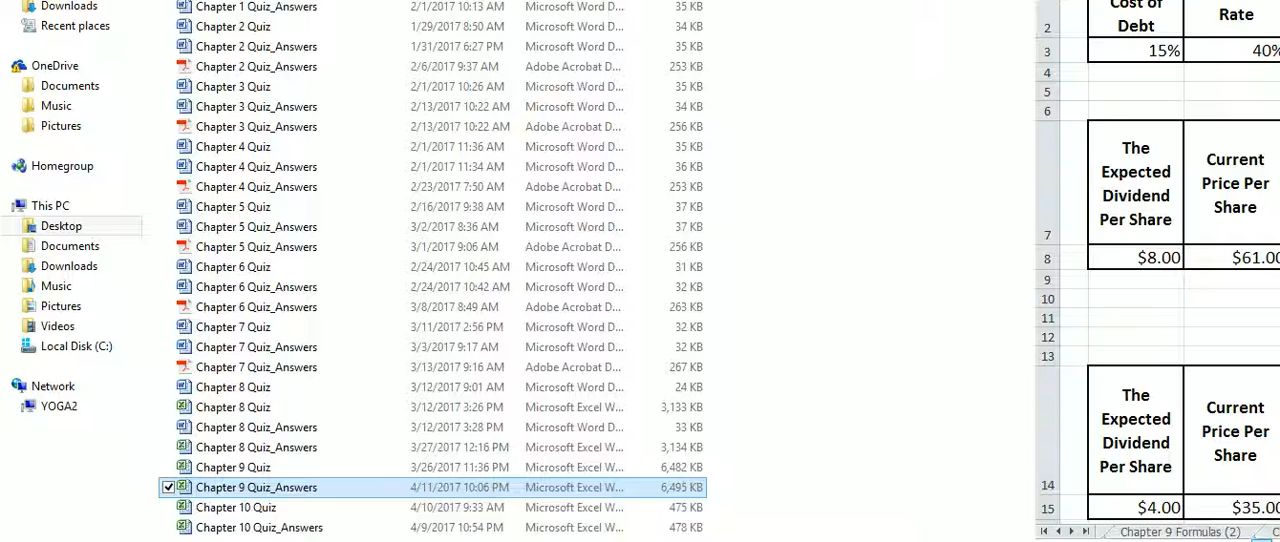 Downloads
Recent places
OneDrive
Documents
Music
Pictures
Homegroup
This PC
Desktop
Documents
Downloads
Music
Pictures
Videos
Local Disk (C:)
Network
YOGA2
Chapter 1 Quiz_Answers 2/1/2017 10:13 AM Microsoft Word D... 35 KB
Chapter 2 Quiz 1/29/2017 8:50 AM Microsoft Word D... 34 KB
Chapter 2 Quiz_Answers 1/31/2017 6:27 PM Microsoft Word D... 35 KB
Chapter 2 Quiz_Answers 2/6/2017 9:37 AM Adobe Acrobat D... 253 KB
Chapter 3 Quiz 2/1/2017 10:26 AM Microsoft Word D... 35 KB
Chapter 3 Quiz_Answers 2/13/2017 10:22 AM Microsoft Word D... 34 KB
Chapter 3 Quiz_Answers 2/13/2017 10:22 AM Adobe Acrobat D... 256 KB
Chapter 4 Quiz 2/1/2017 11:36 AM Microsoft Word D... 35 KB
Chapter 4 Quiz_Answers 2/1/2017 11:34 AM Microsoft Word D... 36 KB
Chapter 4 Quiz_Answers 2/23/2017 7:50 AM Adobe Acrobat D... 253 KB
Chapter 5 Quiz 2/16/2017 9:38 AM Microsoft Word D... 37 KB
Chapter 5 Quiz_Answers 3/2/2017 8:36 AM Microsoft Word D... 37 KB
Chapter 5 Quiz_Answers 3/1/2017 9:06 AM Adobe Acrobat D... 256 KB
Chapter 6 Quiz 2/24/2017 10:45 AM Microsoft Word D... 31 KB
Chapter 6 Quiz_Answers 2/24/2017 10:42 AM Microsoft Word D... 32 KB
Chapter 6 Quiz_Answers 3/8/2017 8:49 AM Adobe Acrobat D... 263 KB
Chapter 7 Quiz 3/11/2017 2:56 PM Microsoft Word D... 32 KB
Chapter 7 Quiz_Answers 3/3/2017 9:17 AM Microsoft Word D... 32 KB
Chapter 7 Quiz_Answers 3/13/2017 9:16 AM Adobe Acrobat D... 267 KB
Chapter 8 Quiz 3/12/2017 9:01 AM Microsoft Word D... 24 KB
Chapter 8 Quiz 3/12/2017 3:26 PM Microsoft Excel W... 3,133 KB
Chapter 8 Quiz_Answers 3/12/2017 3:28 PM Microsoft Word D... 33 KB
Chapter 8 Quiz_Answers 3/27/2017 12:16 PM Microsoft Excel W... 3,134 KB
Chapter 9 Quiz 3/26/2017 11:36 PM Microsoft Excel W... 6,482 KB
Chapter 9 Quiz_Answers 4/11/2017 10:06 PM Microsoft Excel W... 6,495 KB
Chapter 10 Quiz 4/10/2017 9:33 AM Microsoft Excel W... 475 KB
Chapter 10 Quiz_Answers 4/9/2017 10:54 PM Microsoft Excel W... 478 KB
Cost of
Debt
Rate
2
3 15% 40%
4
5
6
The
Expected
Dividend
Per Share
Current
Price Per
Share
7
8 $8.00 $61.00
9
10
11
12
13
The
Expected
Dividend
Per Share
Current
Price Per
Share
14
15 $4.00 $35.00
Chapter 9 Formulas (2)